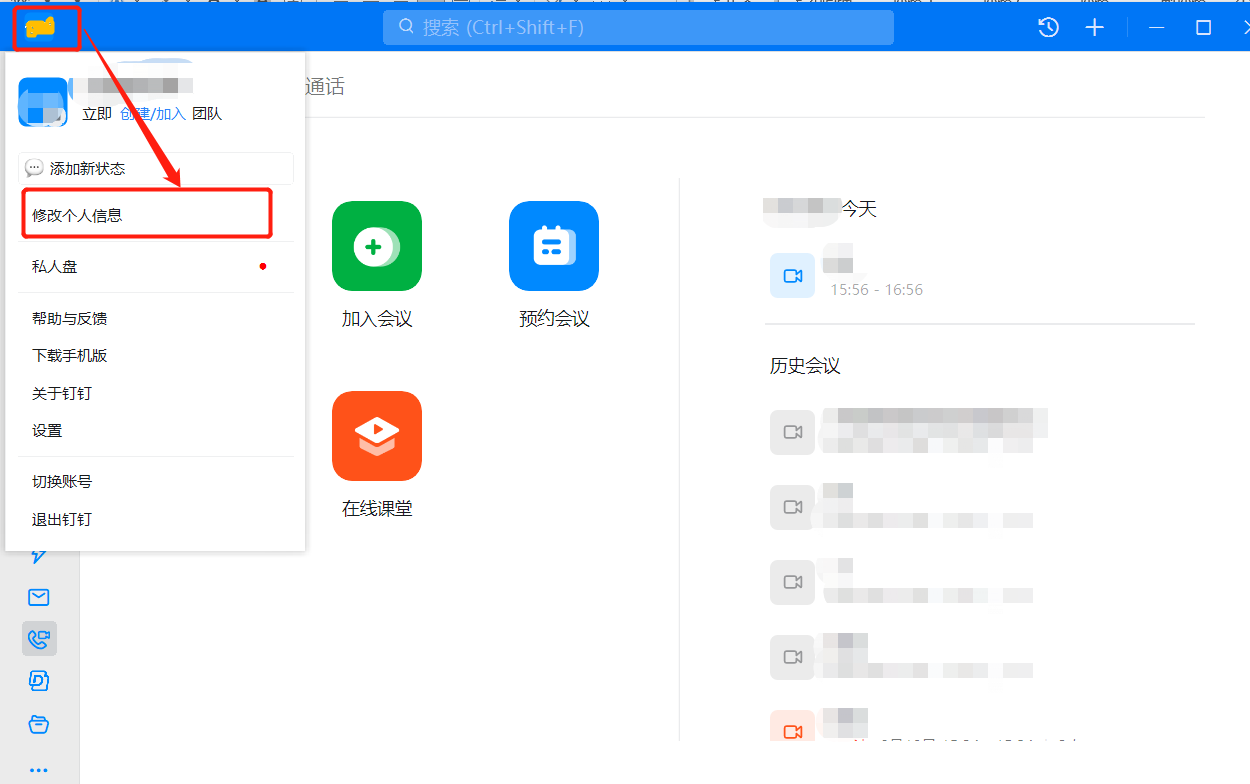 搜索 (Ctrl+Shift+F)
立即 创建/加入 团队
添加新状态
修改个人信息
私人盘
帮助与反馈
下载手机版
关于钉钉
设置
切换账号
退出钉钉
通话
加入会议
预约会议
在线课堂
今天
15:56 - 16:56
历史会议